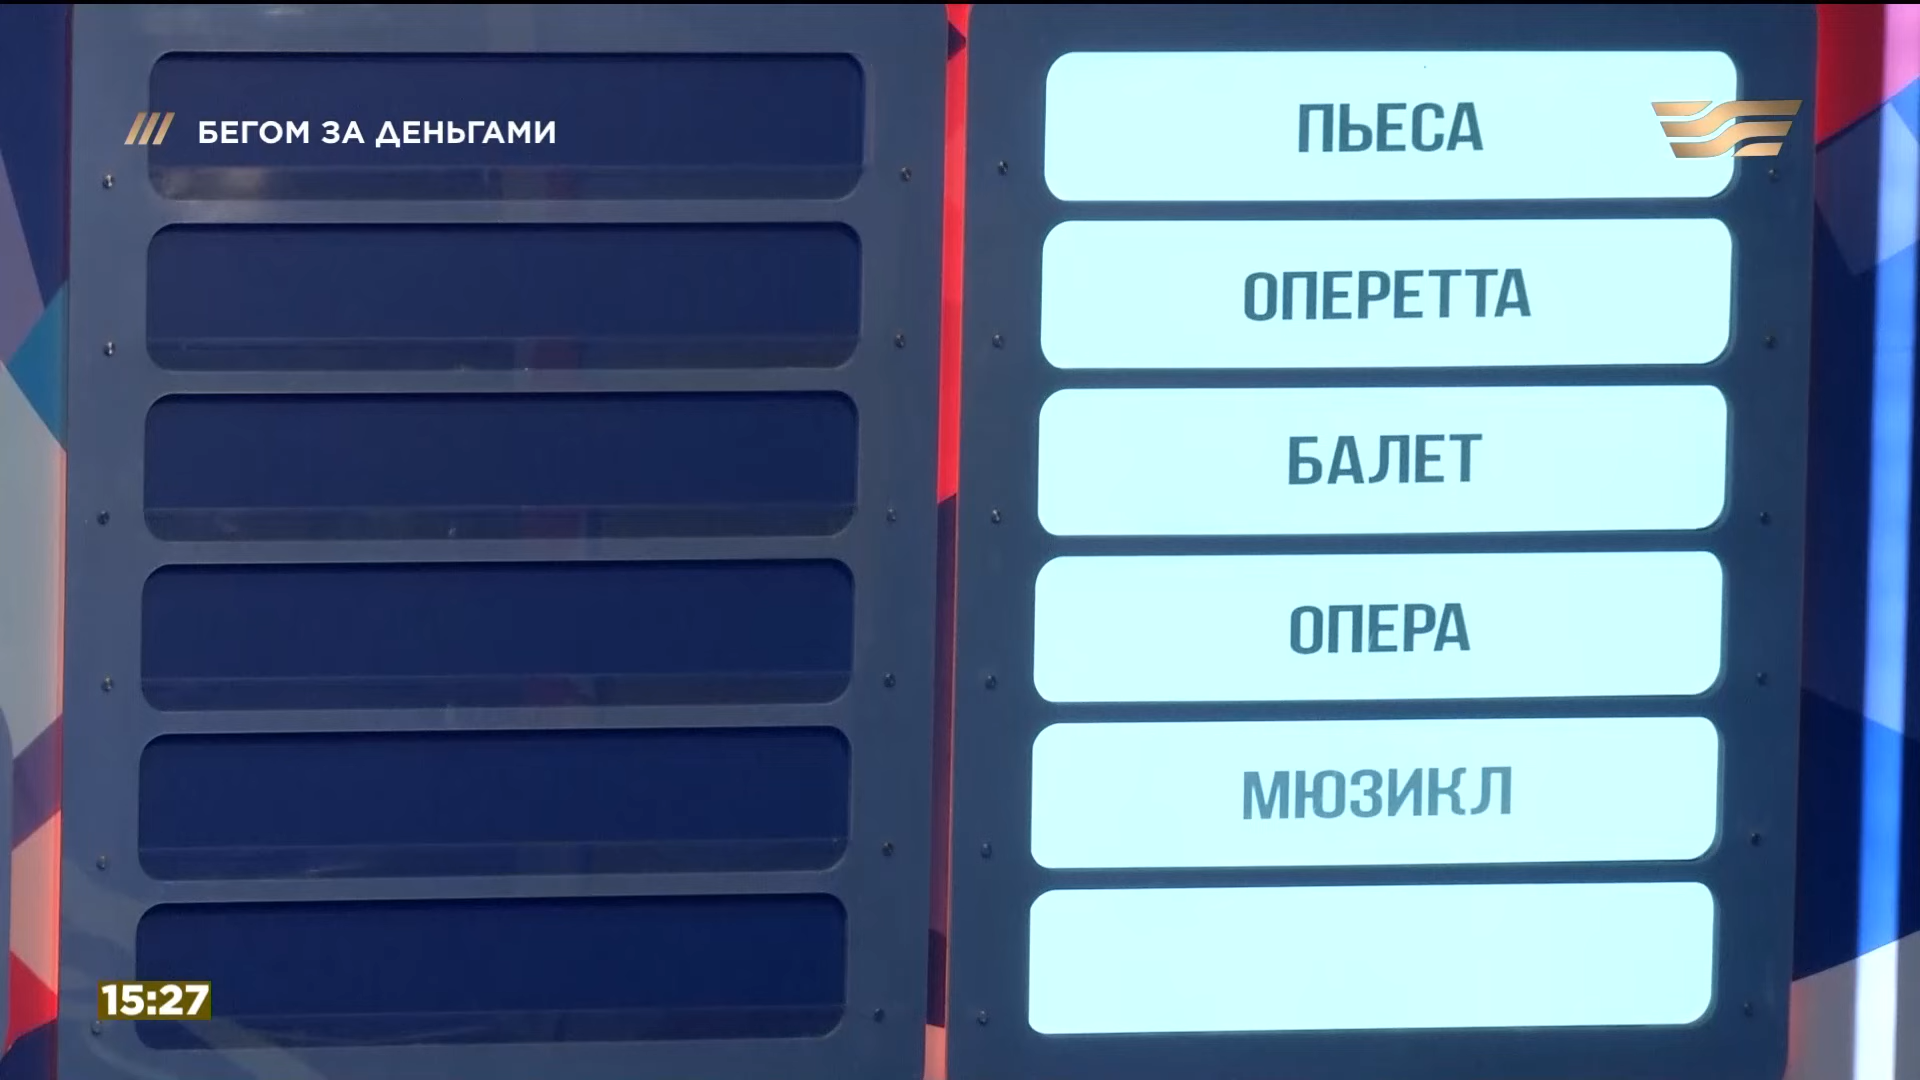 БЕГОМ ЗА ДЕНЬГАМИ
ПЬЕСА
ОПЕРЕТТА
БАЛЕТ
ОПЕРА
МЮЗИКЛ
15:27